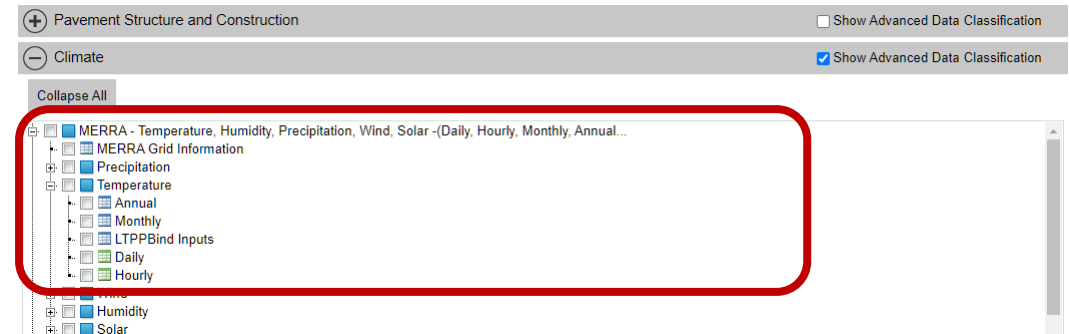 Pavement Structure and Construction Show Advanced Data Classification
Climate Show Advanced Data Classification
Collapse All
MERRA - Temperature, Humidity, Precipitation, Wind, Solar -(Daily, Hourly, Monthly, Annual...
MERRA Grid Information
Precipitation
Temperature
Annual
Monthly
LTPPBind Inputs
Daily
Hourly
Wind
Humidity
Solar